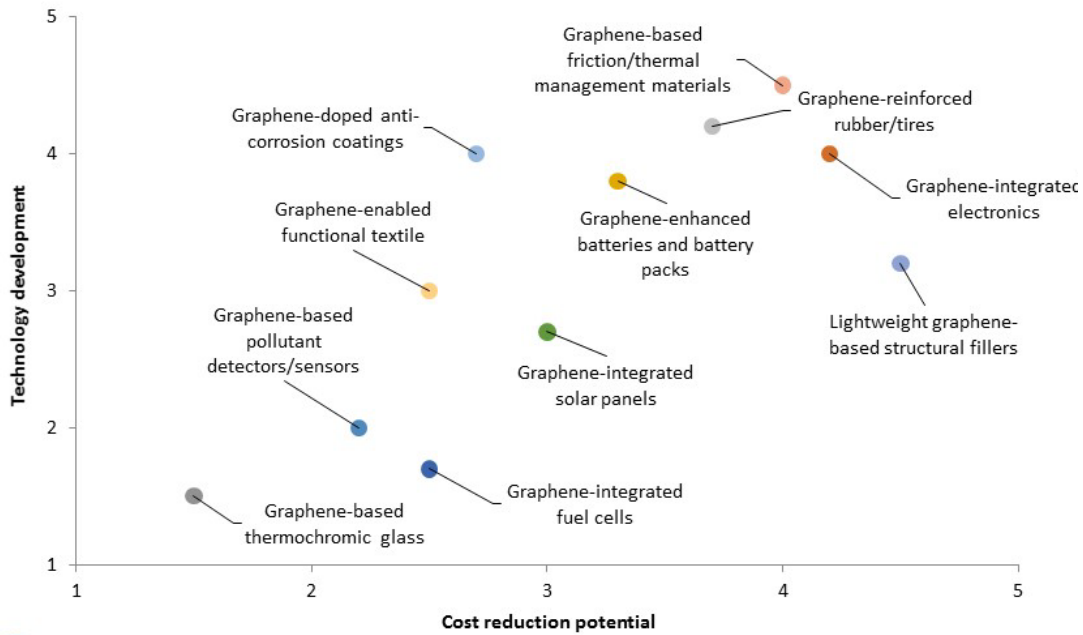 5
4
3
2
1
Technology development
Graphene-based
friction/thermal
management materials
Graphene-reinforced
rubber/tires
Graphene-doped anti-
corrosion coatings
Graphene-integrated
electronics
Graphene-enabled
functional textile
Graphene-enhanced
batteries and battery
packs
Graphene-based
pollutant
detectors/sensors
Lightweight graphene-
based structural fillers
Graphene-integrated
solar panels
Graphene-integrated
fuel cells
Graphene-based
thermochromic glass
1
2
3
4
5
Cost reduction potential